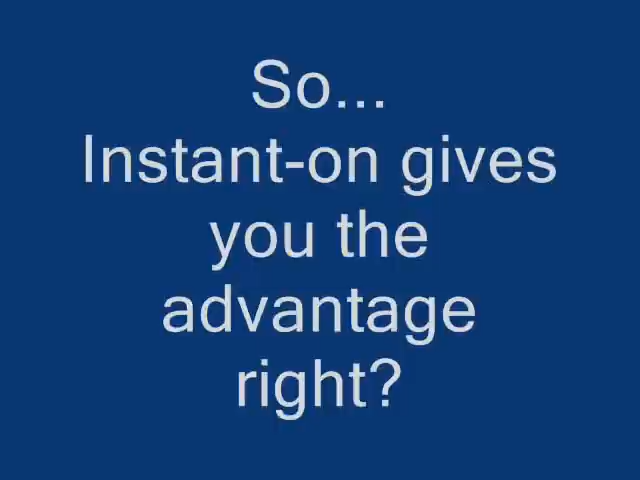 So...
Instant-on gives
you the
advantage
right?